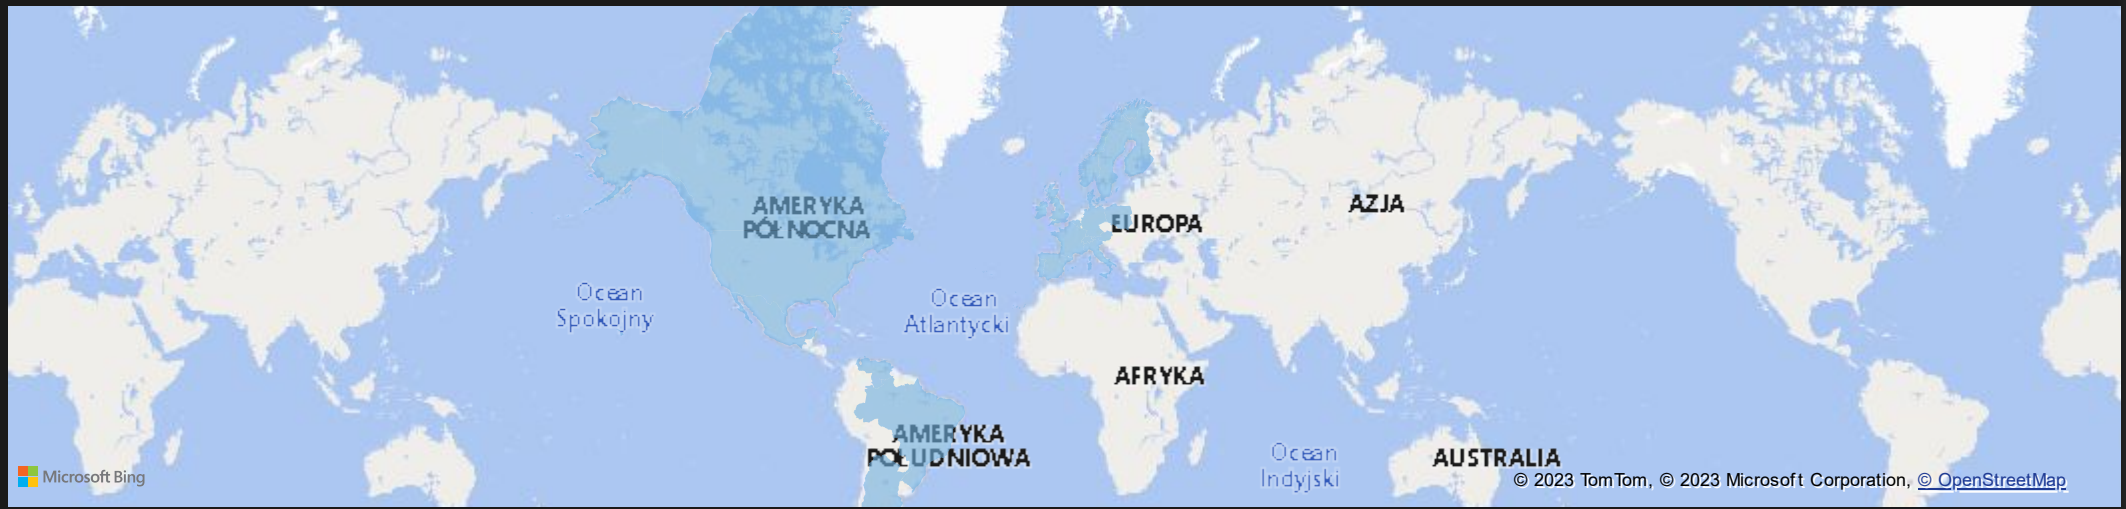 AMERYKA
PÓŁNOCNA
EUROPA
AZJA
Ocean
Spokojny
Ocean
Atlantycki
AFRYKA
AMERYKA
POŁUDNIOWA
Ocean
Indyjski
AUSTRALIA
Microsoft Bing
© 2023 TomTom, © 2023 Microsoft Corporation, © OpenStreetMap